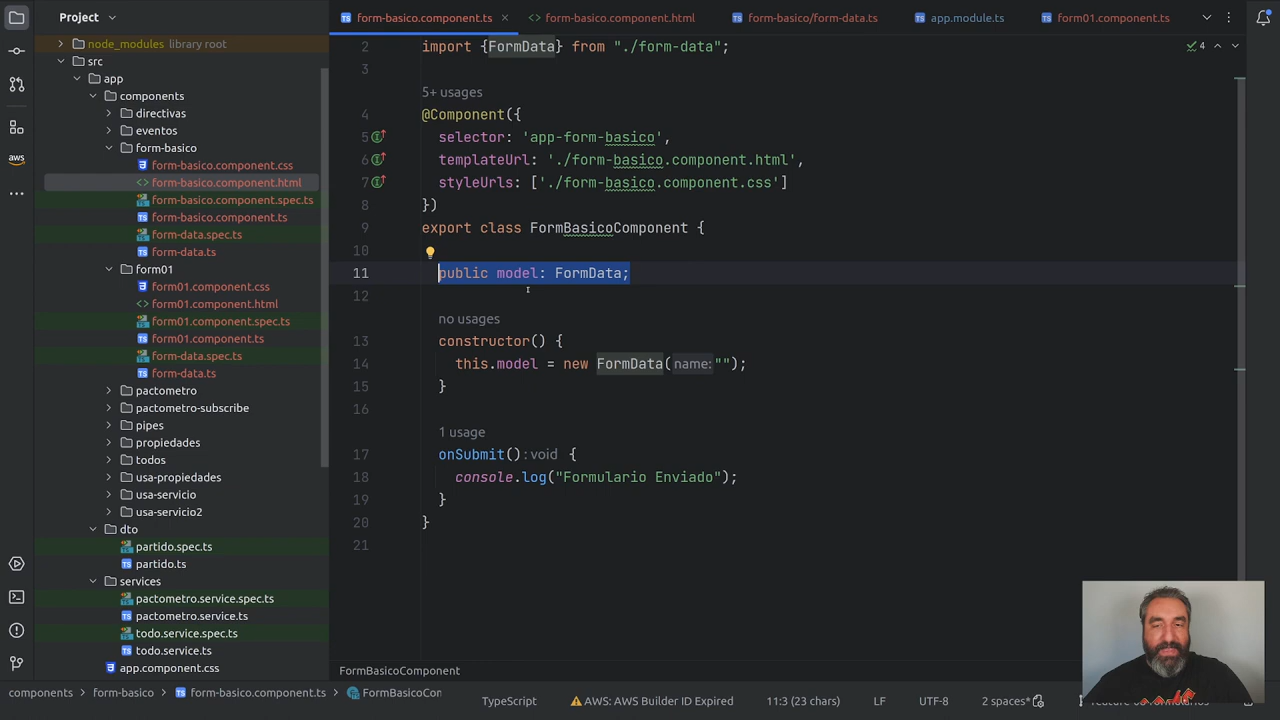 Project
form-basico.component.ts
form-basico.component.html
form-basico/form-data.ts
app.module.ts
form01.component.ts
node_modules library root
src
app
components
directivas
eventos
form-basico
form-basico.component.css
form-basico.component.html
form-basico.component.spec.ts
form-basico.component.ts
form-data.spec.ts
form-data.ts
form01
form01.component.css
form01.component.html
form01.component.spec.ts
form01.component.ts
form-data.spec.ts
form-data.ts
pactometro
pactometro-subscribe
pipes
propiedades
todos
usa-propiedades
usa-servicio
usa-servicio2
dto
partido.spec.ts
partido.ts
services
pactometro.service.spec.ts
pactometro.service.ts
todo.service.spec.ts
todo.service.ts
app.component.css
aws
4
2 import {FormData} from "./form-data";
3
5+ usages
4 @Component({
5 selector: 'app-form-basico',
6 templateUrl: './form-basico.component.html',
7 styleUrls: ['./form-basico.component.css']
8 })
9 export class FormBasicoComponent {
10
11 public model: FormData;
12
no usages
13 constructor() {
14 this.model = new FormData( name: "");
15 }
16
1 usage
17 onSubmit() : void {
18 console.log("Formulario Enviado");
19 }
20 }
21
FormBasicoComponent
components > form-basico > form-basico.component.ts > FormBasicoCon
TypeScript
AWS: AWS Builder ID Expired
11:3 (23 chars)
LF
UTF-8
2 spaces*